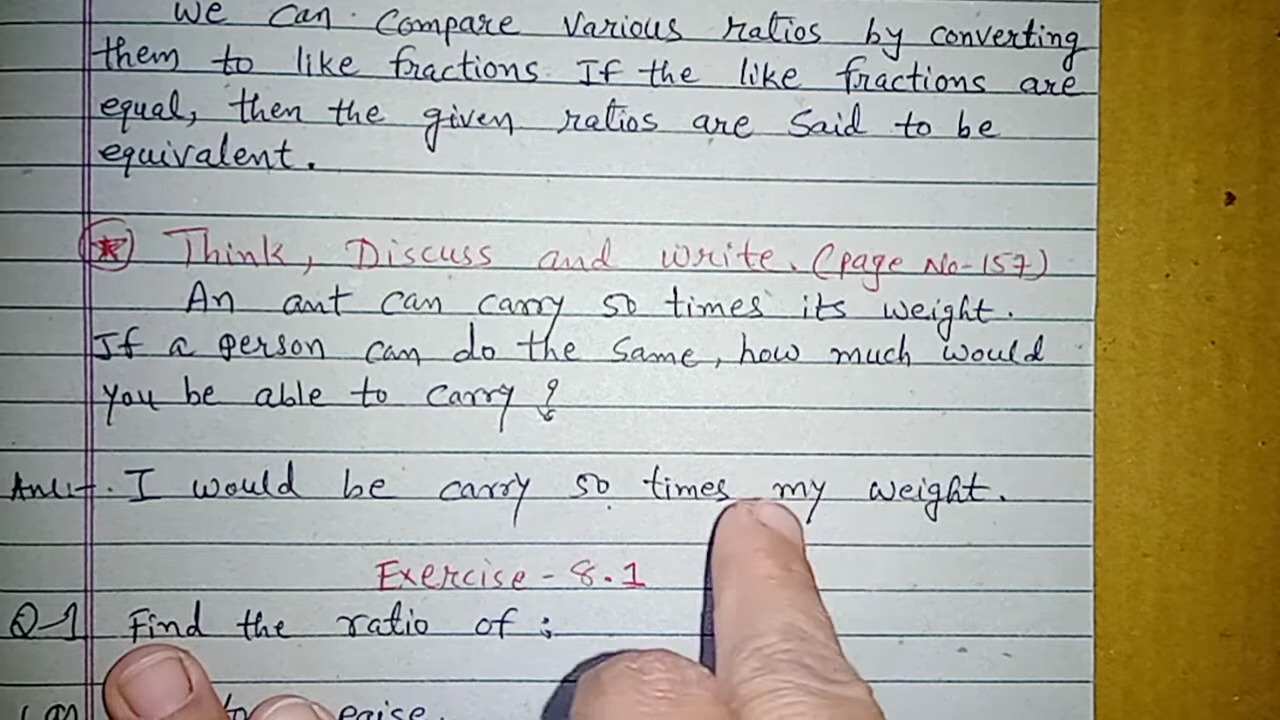 We can compare various ratios by converting
them to like fractions. If the like fractions are
equal, then the given ratios are said to be
equivalent.
Think, Discuss and write. (page No-157)
An ant can carry 50 times its weight.
If a person can do the same, how much would
you be able to carry?
I would be carry 50 times my weight.
Exercise - 8.1
Q-1 Find the ratio of :
paise.